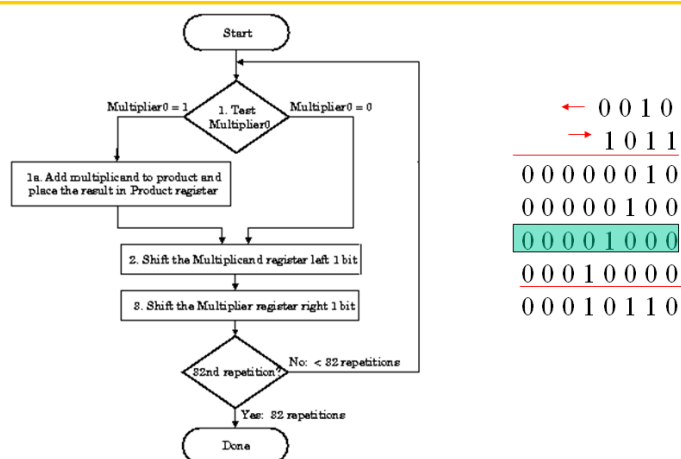 Start
Multiplier0 = 1
1. Test
Multiplier0
Multiplier0 = 0
1a. Add multiplicand to product and
place the result in Product register
2. Shift the Multiplicand register left 1 bit
3. Shift the Multiplier register right 1 bit
32nd repetition?
No: < 32 repetitions
Yes: 32 repetitions
Done
0 0 1 0
1 0 1 1
0 0 0 0 0 0 1 0
0 0 0 0 0 1 0 0
0 0 0 0 1 0 0 0
0 0 0 1 0 0 0 0
0 0 0 1 0 1 1 0